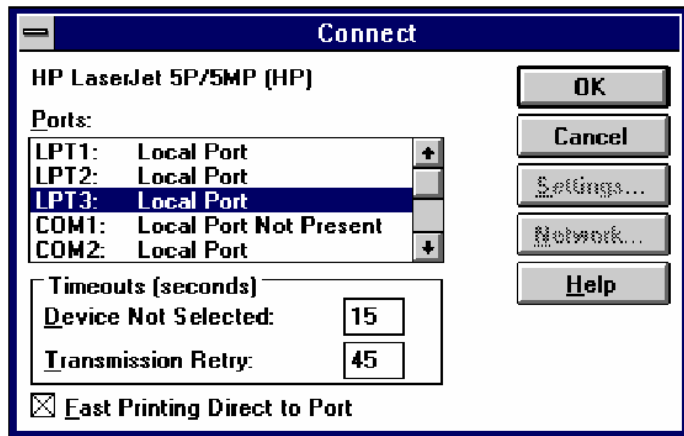 Connect
HP LaserJet 5P/5MP (HP)
Ports:
LPT1: Local Port
LPT2: Local Port
LPT3: Local Port
COM1: Local Port Not Present
COM2: Local Port
Timeouts (seconds)
Device Not Selected: 15
Transmission Retry: 45
Fast Printing Direct to Port
OK
Cancel
Settings...
Network...
Help